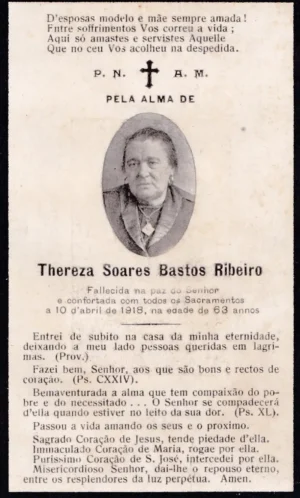 D'esposas modelo e mãe sempre amada!
Entre soffrimentos Vos correu a vida;
Aqui só amastes e servistes Aquelle
Que no ceu Vos acolheu na despedida.
P. N. A. M.
PELA ALMA DE
Thereza Soares Bastos Ribeiro
Fallecida na paz do Senhor
e confortada com todos os Sacramentos
a 10 d'abril de 1918, na edade de 63 annos
Entrei de subito na casa da minha eternidade,
deixando a meu lado pessoas queridas em lagri-
mas. (Prov.)
Fazei bem, Senhor, aos que são bons e rectos de
coração. (Ps. CXXIV).
Benaventurada a alma que tem compaixão do po-
bre e do necessitado... O Senhor se compadecerá
d'ella quando estiver no leito da sua dor. (Ps. XL).
Passou a vida amando os seus e o proximo.
Sagrado Coração de Jesus, tende piedade d'ella.
Immaculado Coração de Maria, rogae por ella.
Purissimo Coração de S. José, intercedei por ella.
Misericordioso Senhor, dai-lhe o repouso eterno,
entre os resplendores da luz perpétua. Amen.